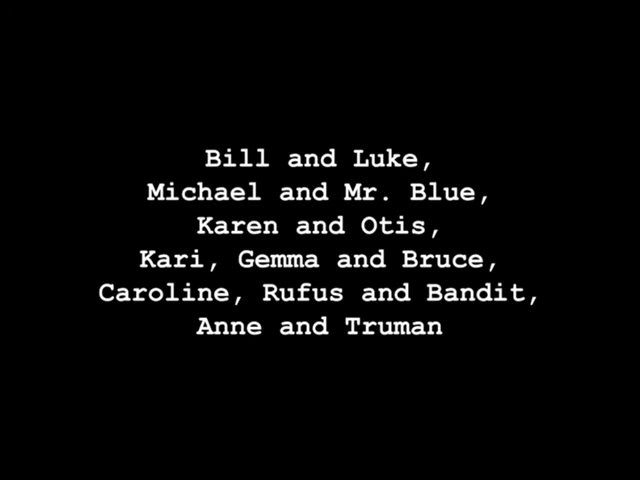 Bill and Luke,
Michael and Mr. Blue,
Karen and Otis,
Kari, Gemma and Bruce,
Caroline, Rufus and Bandit,
Anne and Truman